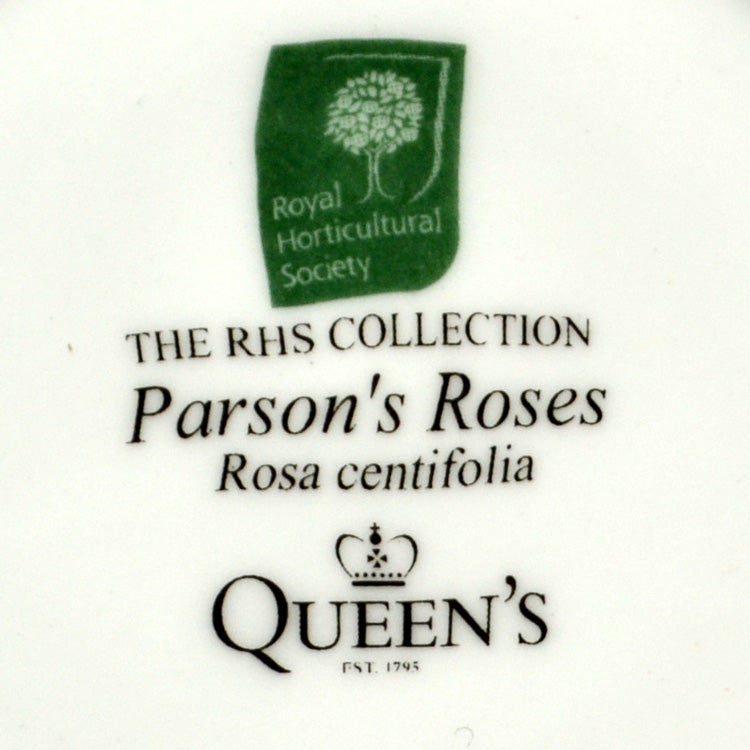 Royal
Horticultural
Society
THE RHS COLLECTION
Parson's Roses
Rosa centifolia
QUEEN'S
EST. 1795